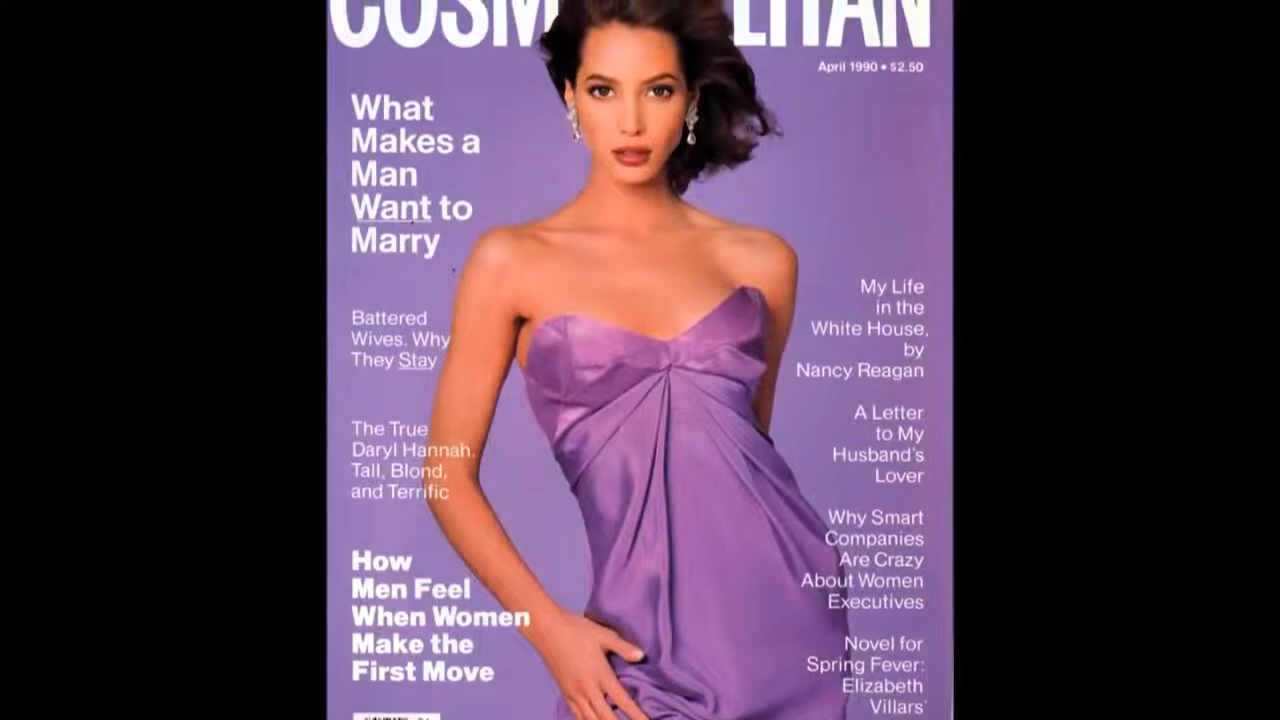 COSM LITAN
April 1990 • $2.50
What
Makes a
Man
Want to
Marry
Battered
Wives. Why
They Stay
The True
Daryl Hannah.
Tall, Blond,
and Terrific
How
Men Feel
When Women
Make the
First Move
My Life
in the
White House,
by
Nancy Reagan
A Letter
to My
Husband's
Lover
Why Smart
Companies
Are Crazy
About Women
Executives
Novel for
Spring Fever:
Elizabeth
Villars'